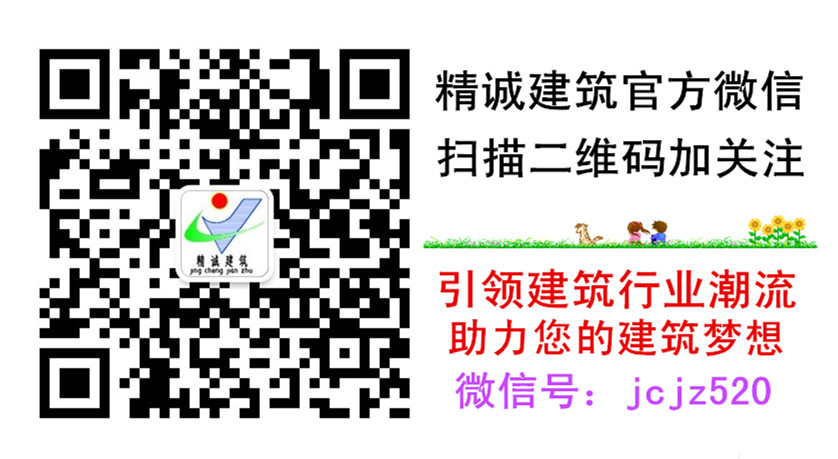 精诚建筑官方微信
扫描二维码加关注
精诚建筑
jing cheng jian zhu
引领建筑行业潮流
助力您的建筑梦想
微信号：jcjz520